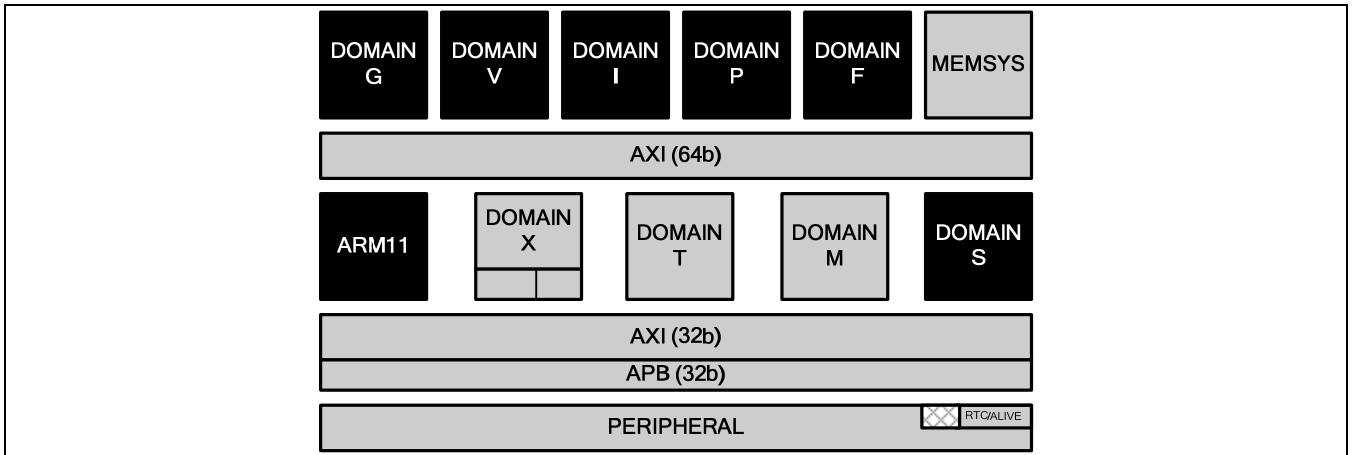 DOMAIN
G
DOMAIN
V
DOMAIN
I
DOMAIN
P
DOMAIN
F
MEMSYS
AXI (64b)
ARM11
DOMAIN
X
DOMAIN
T
DOMAIN
M
DOMAIN
S
AXI (32b)
APB (32b)
PERIPHERAL
RTC/ALIVE